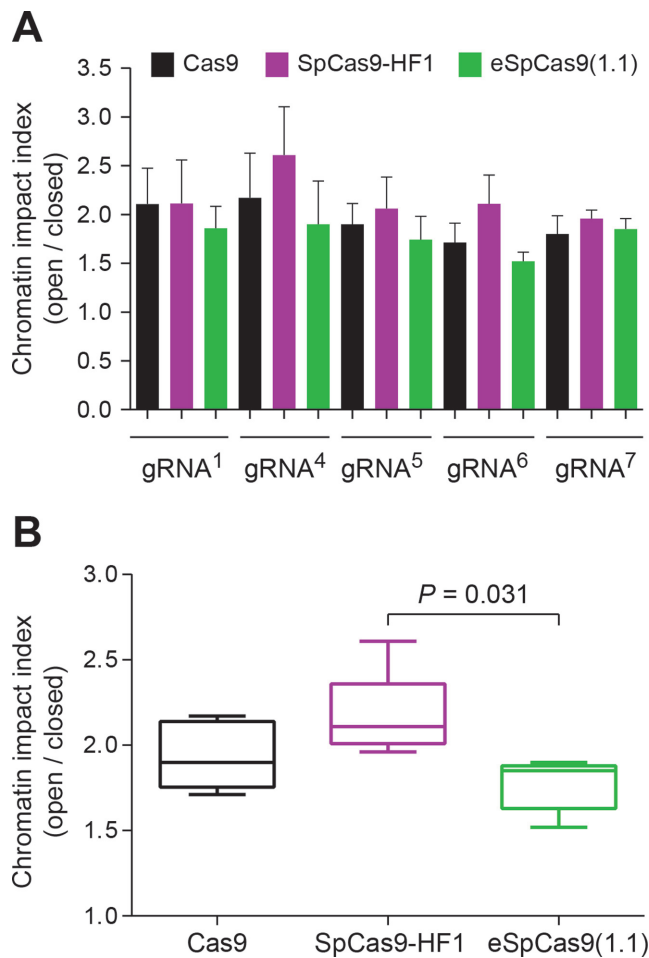 A
Cas9 SpCas9-HF1 eSpCas9(1.1)
Chromatin impact index
(open / closed)
3.5
3.0
2.5
2.0
1.5
1.0
0.5
0.0
gRNA¹ gRNA⁴ gRNA⁵ gRNA⁶ gRNA⁷
B
Chromatin impact index
(open / closed)
3.0
2.5
2.0
1.5
1.0
P = 0.031
Cas9 SpCas9-HF1 eSpCas9(1.1)